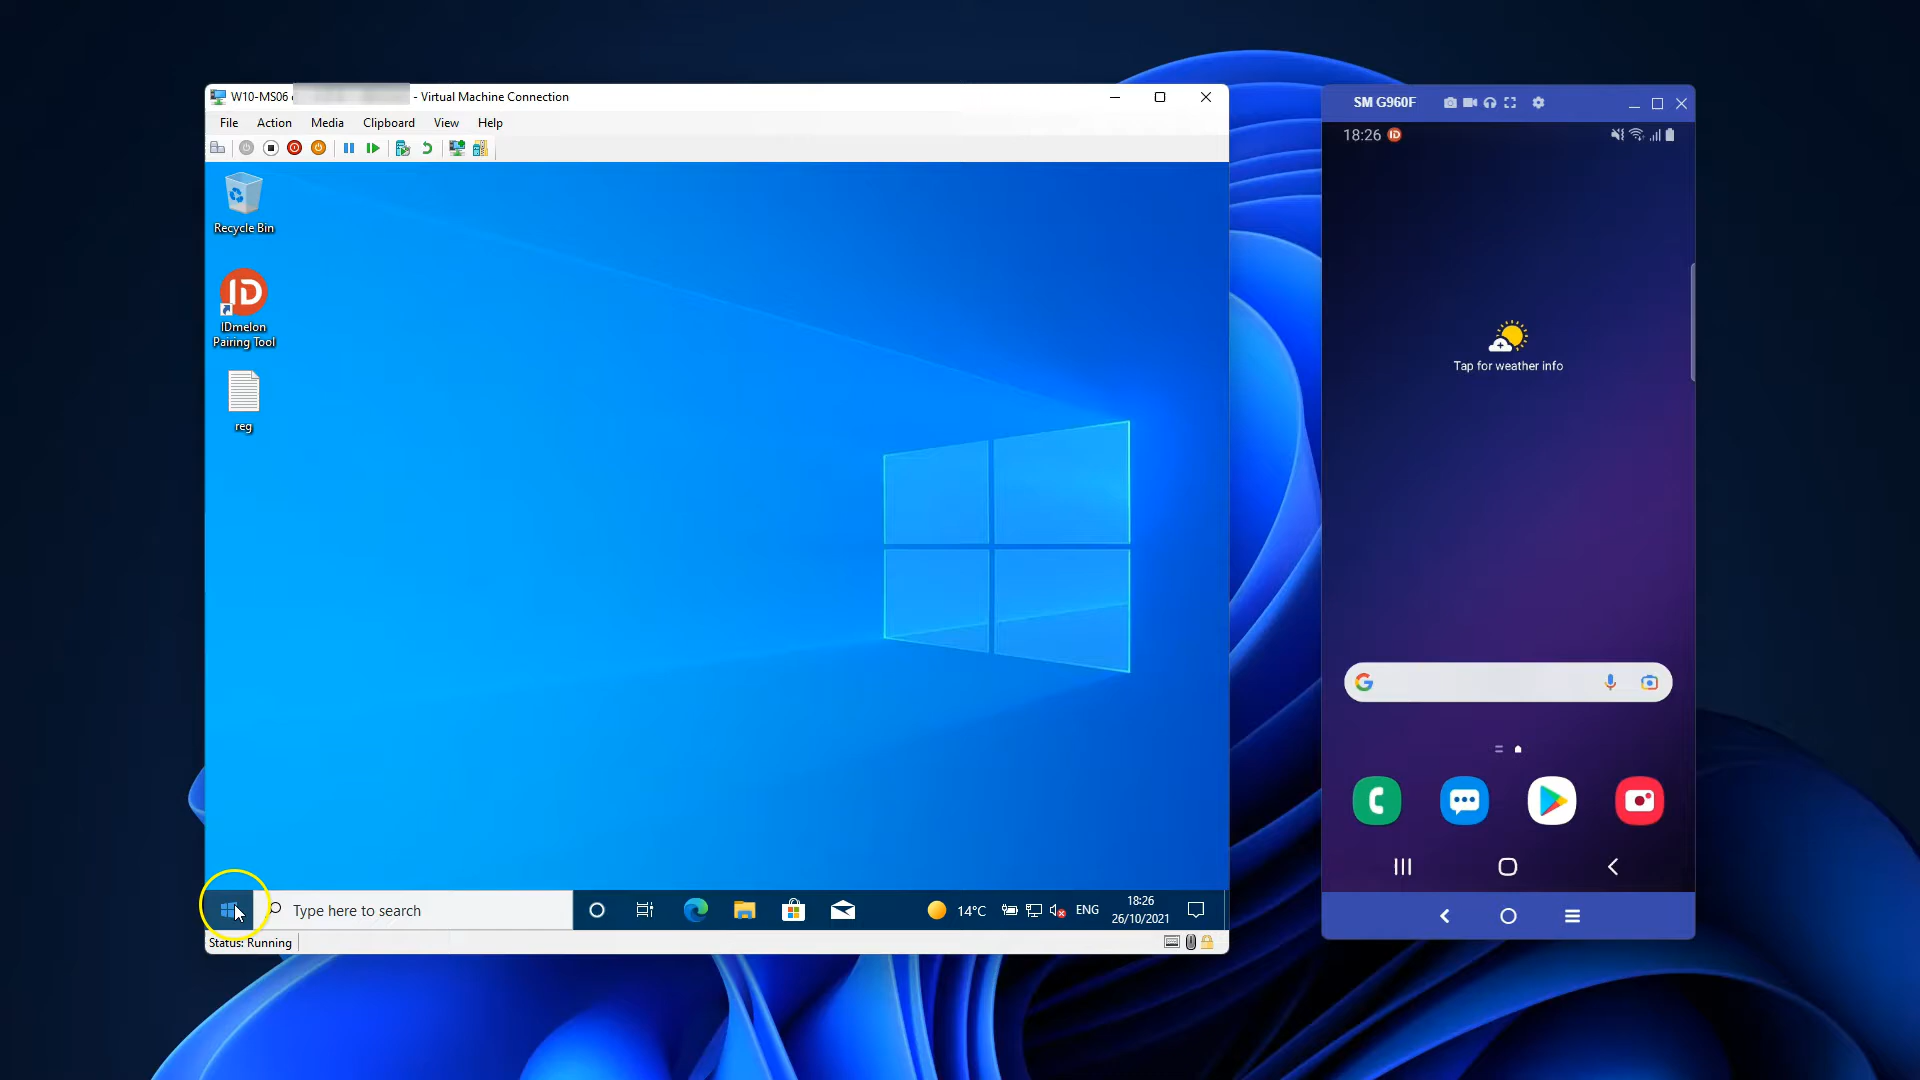 W10-MS06
- Virtual Machine Connection
File Action Media Clipboard View Help
Recycle Bin
IDmelon
Pairing Tool
reg
Type here to search
14°C
ENG
18:26
26/10/2021
Status: Running
SM G960F
18:26
Tap for weather info